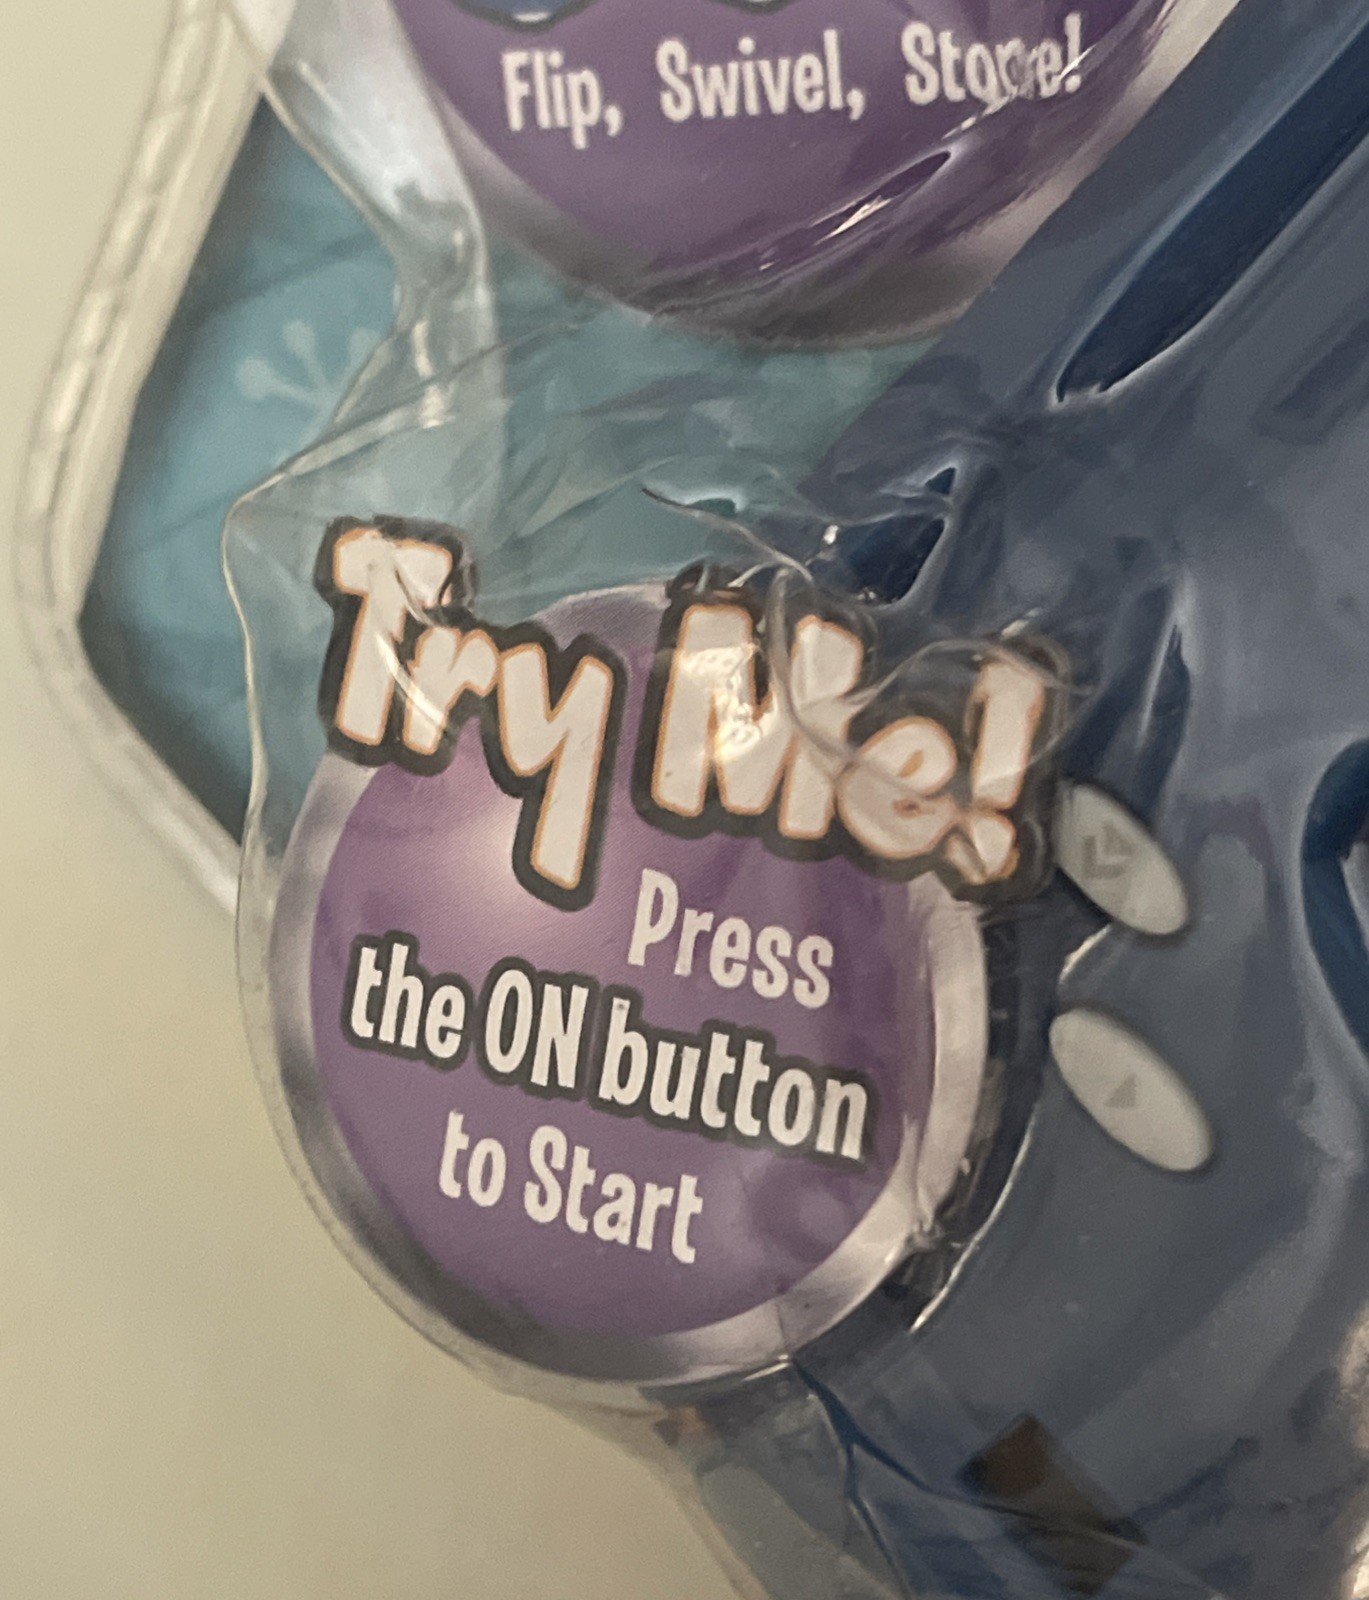 Flip, Swivel, Store!
Try Me!
Press
the ON button
to Start